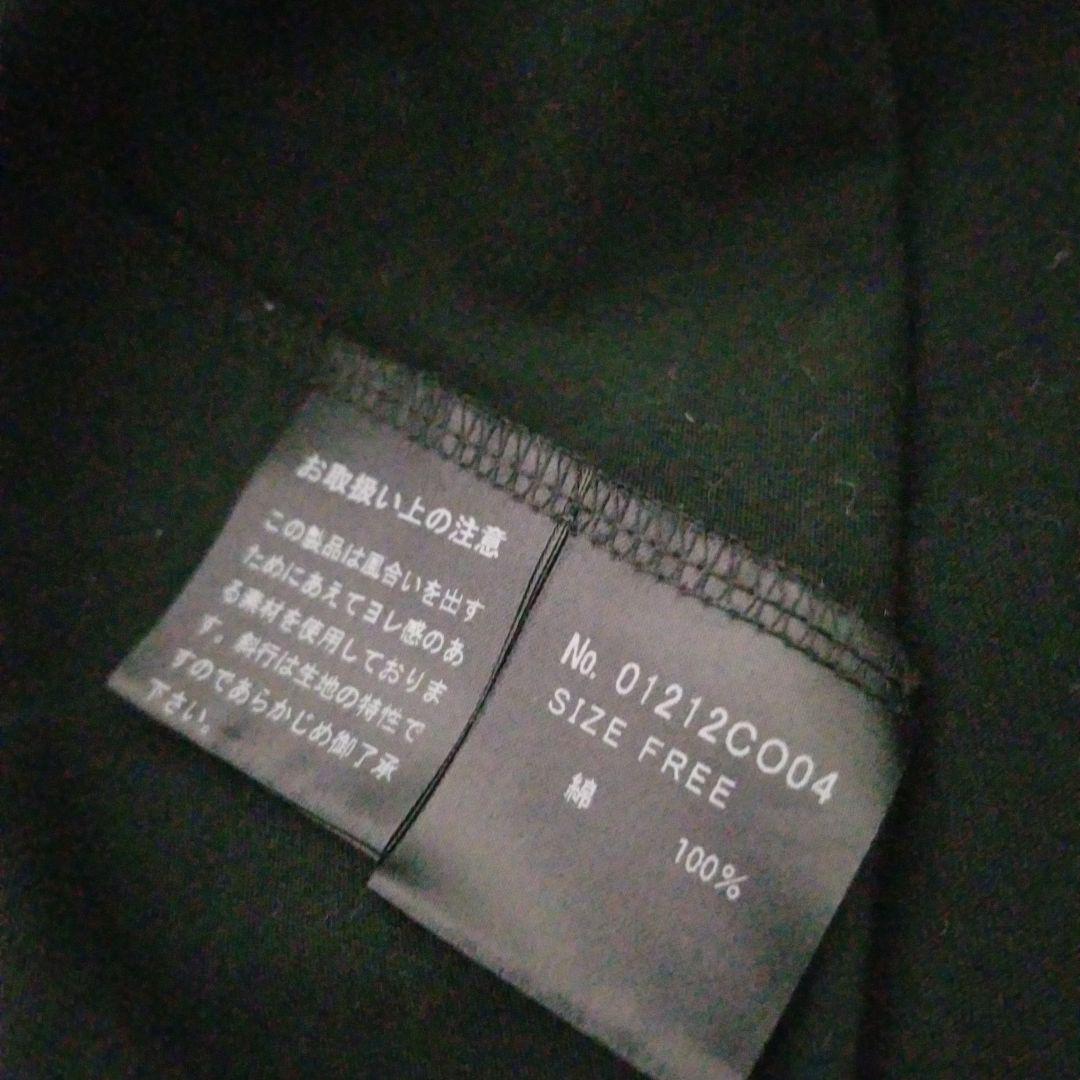 お取扱い上の注意
この製品は風合いを出す
ためにあえてヨレ感のあ
る素材を使用しておりま
す。斜行は生地の特性で
すのであらかじめ御了承
下さい。
No. 01212CO04
SIZE FREE
綿 100%